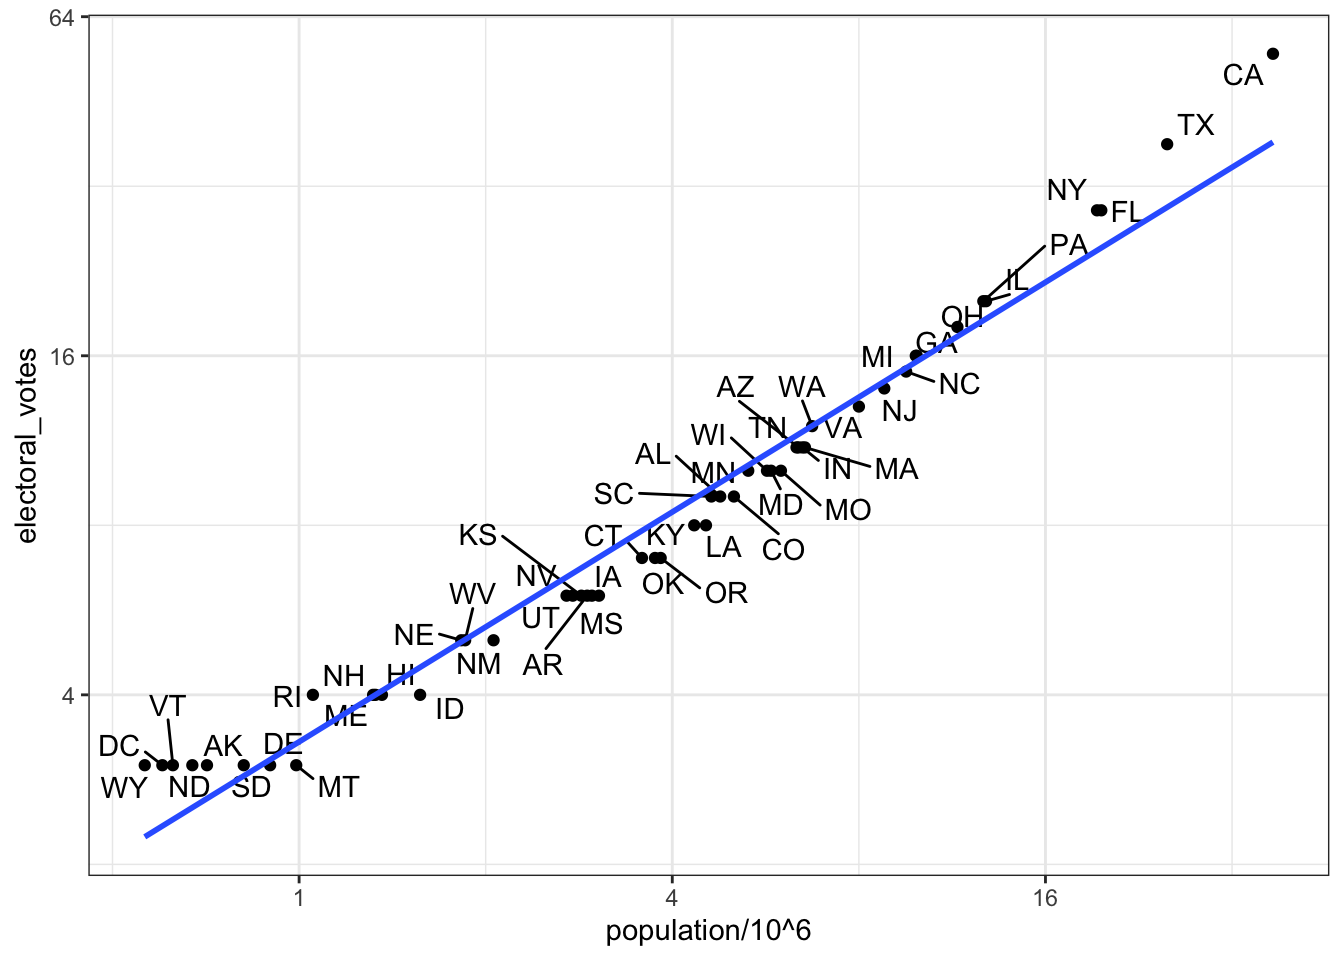 64
CA
TX
NY
FL
PA
IL
OH
GA
16
MI
NC
AZ
WA
NJ
TN
VA
WI
IN
MA
AL
MN
SC
MD
MO
KS
CT
KY
LA
CO
NV
IA
OK
OR
WV
UT
MS
NE
NM
AR
NH
HI
4
RI
ID
VT
ME
DC
AK
DE
WY
ND
SD
MT
electoral_votes
1
4
16
population/10^6